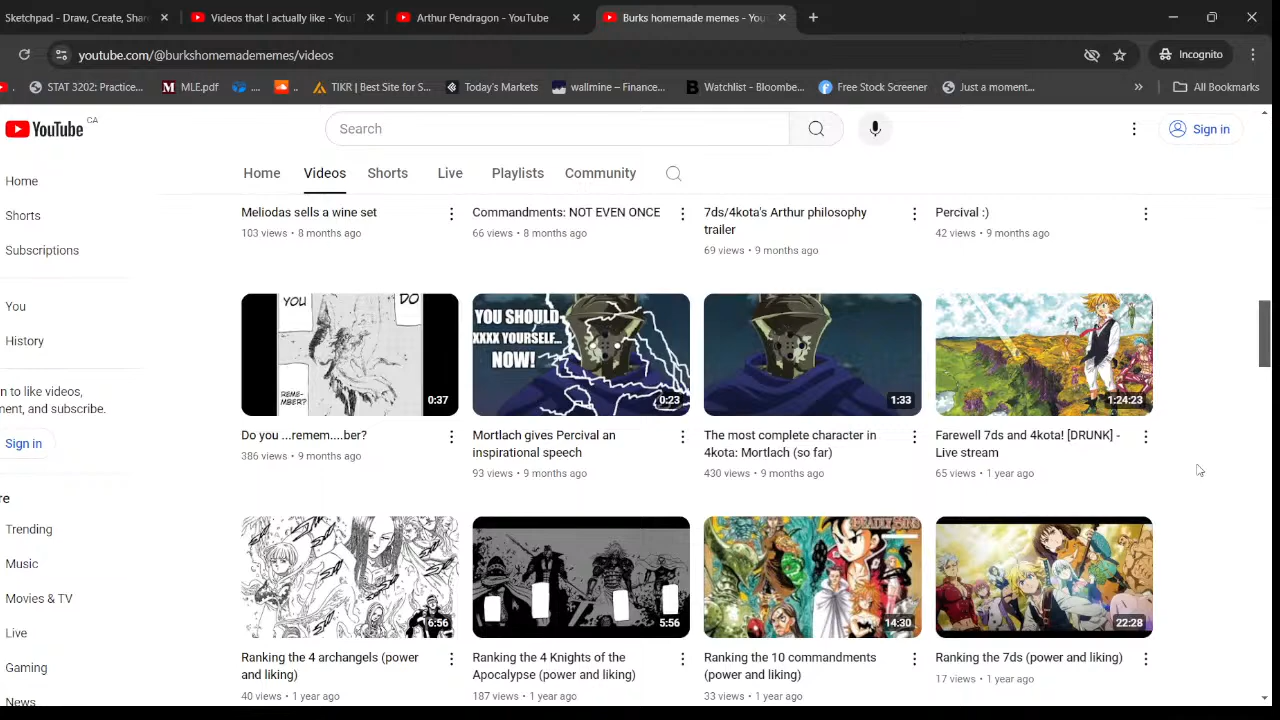 Sketchpad - Draw, Create, Shar
Videos that I actually like - YouT
Arthur Pendragon - YouTube
Burks homemade memes - You
youtube.com/@burkshomemadememes/videos
Incognito
STAT 3202: Practice...
MLE.pdf
....
..
TIKR | Best Site for S...
Today's Markets
wallmine – Finance...
Watchlist - Bloombe...
Free Stock Screener
Just a moment...
All Bookmarks
YouTube CA
Search
Sign in
Home
Videos
Shorts
Live
Playlists
Community
Home
Shorts
Subscriptions
You
History
n to like videos,
ment, and subscribe.
Sign in
re
Trending
Music
Movies & TV
Live
Gaming
News
Meliodas sells a wine set
103 views • 8 months ago
Commandments: NOT EVEN ONCE
66 views • 8 months ago
7ds/4kota's Arthur philosophy
trailer
69 views • 9 months ago
Percival :)
42 views • 9 months ago
YOU
DO
REME-
MBER?
0:37
Do you ...remem....ber?
386 views • 9 months ago
YOU SHOULD
XXXX YOURSELF...
NOW!
0:23
Mortlach gives Percival an
inspirational speech
93 views • 9 months ago
1:33
The most complete character in
4kota: Mortlach (so far)
430 views • 9 months ago
1:24:23
Farewell 7ds and 4kota! [DRUNK] -
Live stream
65 views • 1 year ago
6:56
Ranking the 4 archangels (power
and liking)
40 views • 1 year ago
5:56
Ranking the 4 Knights of the
Apocalypse (power and liking)
187 views • 1 year ago
DEADLY SINS
14:30
Ranking the 10 commandments
(power and liking)
33 views • 1 year ago
22:28
Ranking the 7ds (power and liking)
17 views • 1 year ago